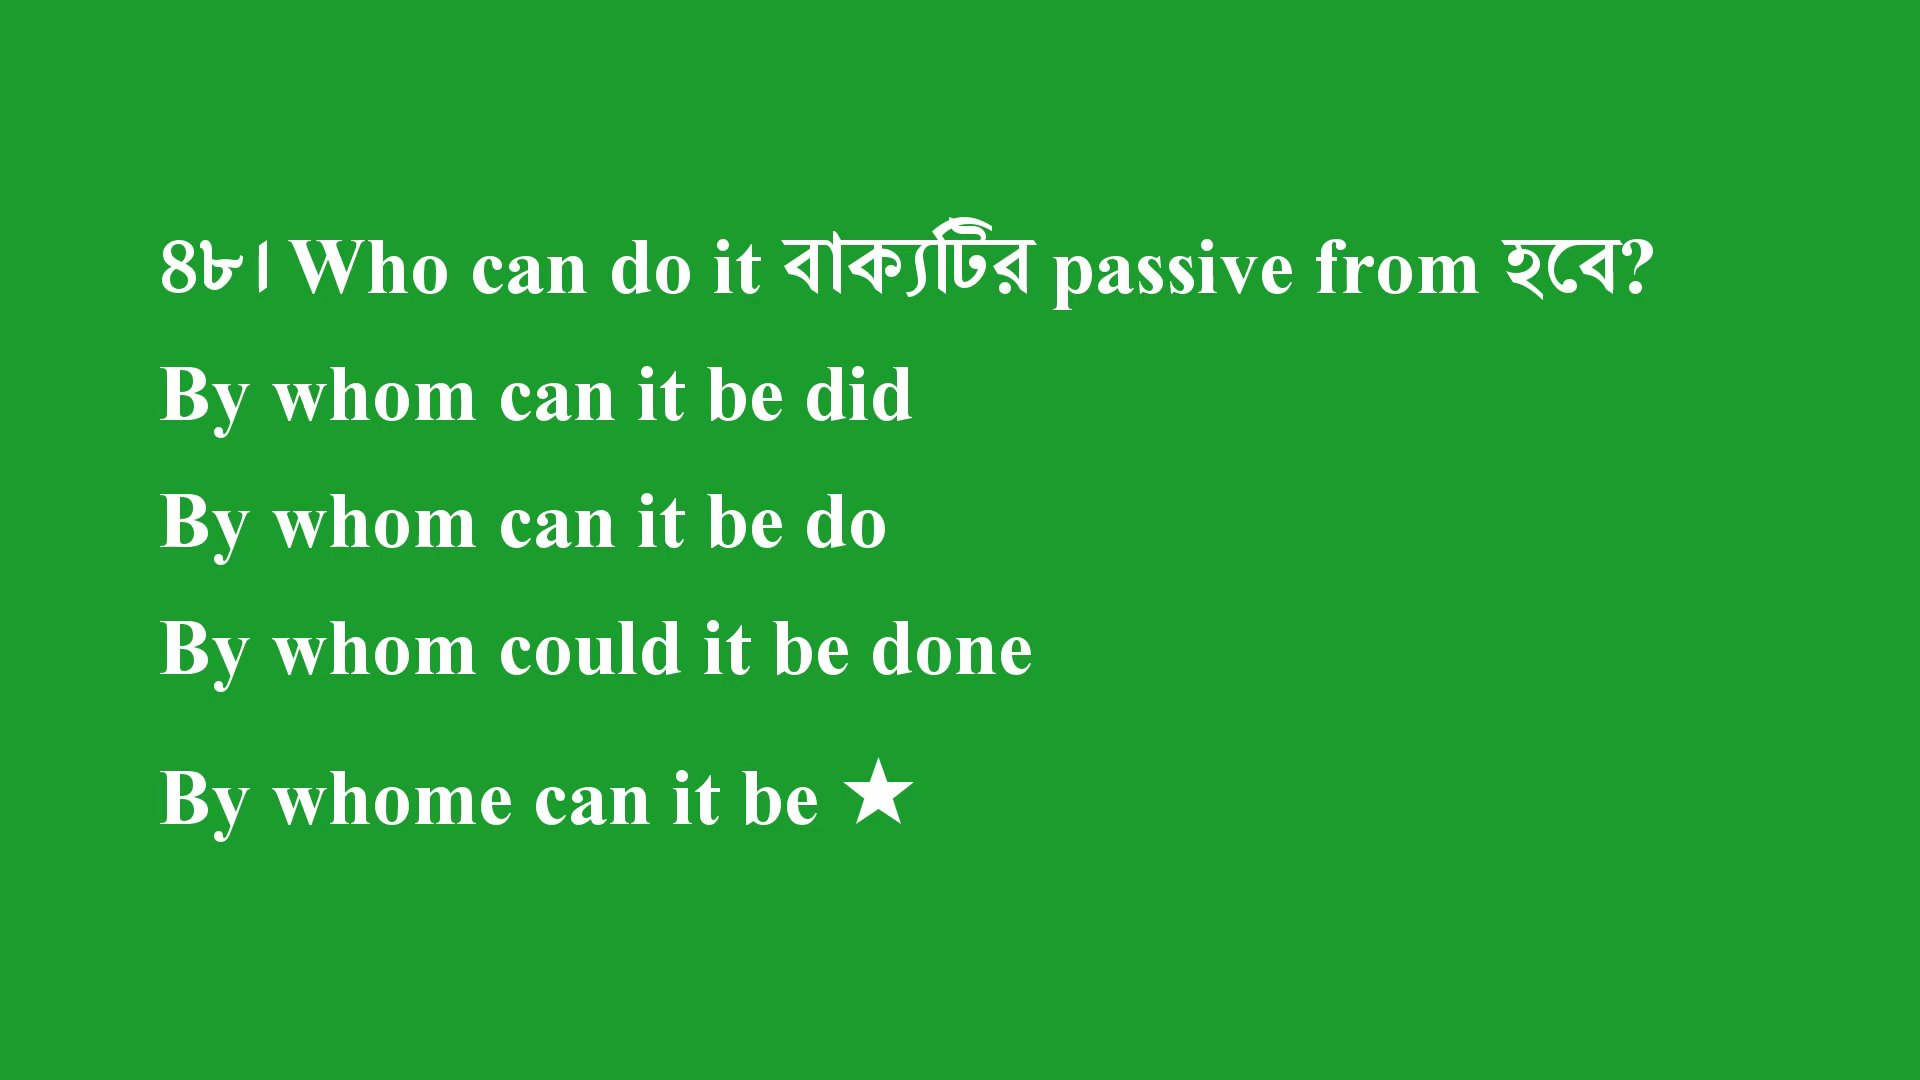 ৪৮। Who can do it বাক্যটির passive from হবে?
By whom can it be did
By whom can it be do
By whom could it be done
By whome can it be ★